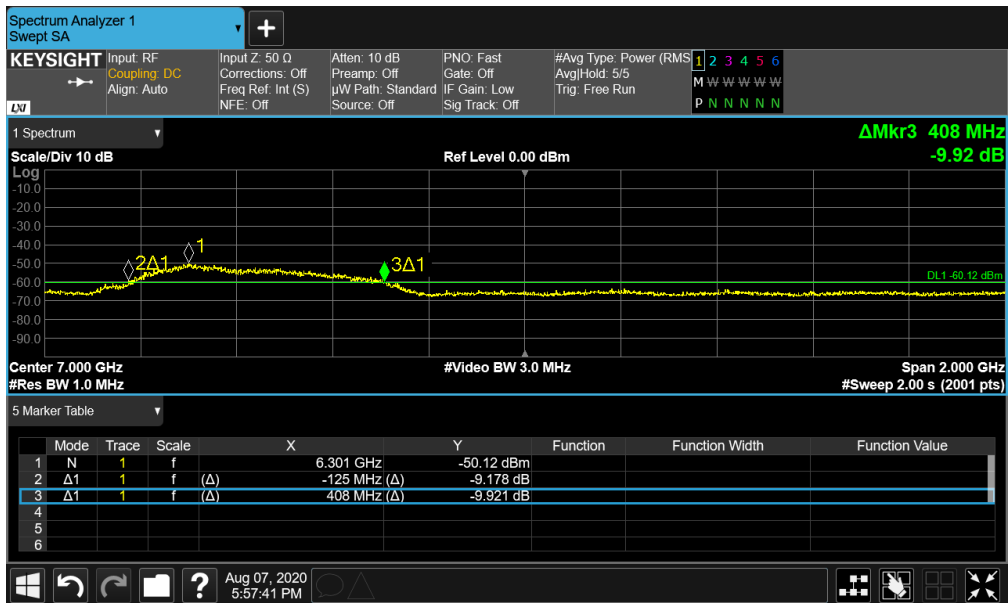 Spectrum Analyzer 1
Swept SA
+
KEYSIGHT
LXI
Input: RF
Coupling: DC
Align: Auto
Input Z: 50 Ω
Corrections: Off
Freq Ref: Int (S)
NFE: Off
Atten: 10 dB
Preamp: Off
µW Path: Standard
Source: Off
PNO: Fast
Gate: Off
IF Gain: Low
Sig Track: Off
#Avg Type: Power (RMS
Avg|Hold: 5/5
Trig: Free Run
1 2 3 4 5 6
M W W W W W
P N N N N N
1 Spectrum
ΔMkr3 408 MHz
-9.92 dB
Scale/Div 10 dB
Ref Level 0.00 dBm
Log
-10.0
-20.0
-30.0
-40.0
-50.0
-60.0
-70.0
-80.0
-90.0
1
2Δ1
3Δ1
DL1 -60.12 dBm
Center 7.000 GHz
#Video BW 3.0 MHz
Span 2.000 GHz
#Res BW 1.0 MHz
#Sweep 2.00 s (2001 pts)
5 Marker Table
Mode Trace Scale X Y Function Function Width Function Value
1 N 1 f 6.301 GHz -50.12 dBm
2 Δ1 1 f (Δ) -125 MHz (Δ) -9.178 dB
3 Δ1 1 f (Δ) 408 MHz (Δ) -9.921 dB
4
5
6
?
Aug 07, 2020
5:57:41 PM